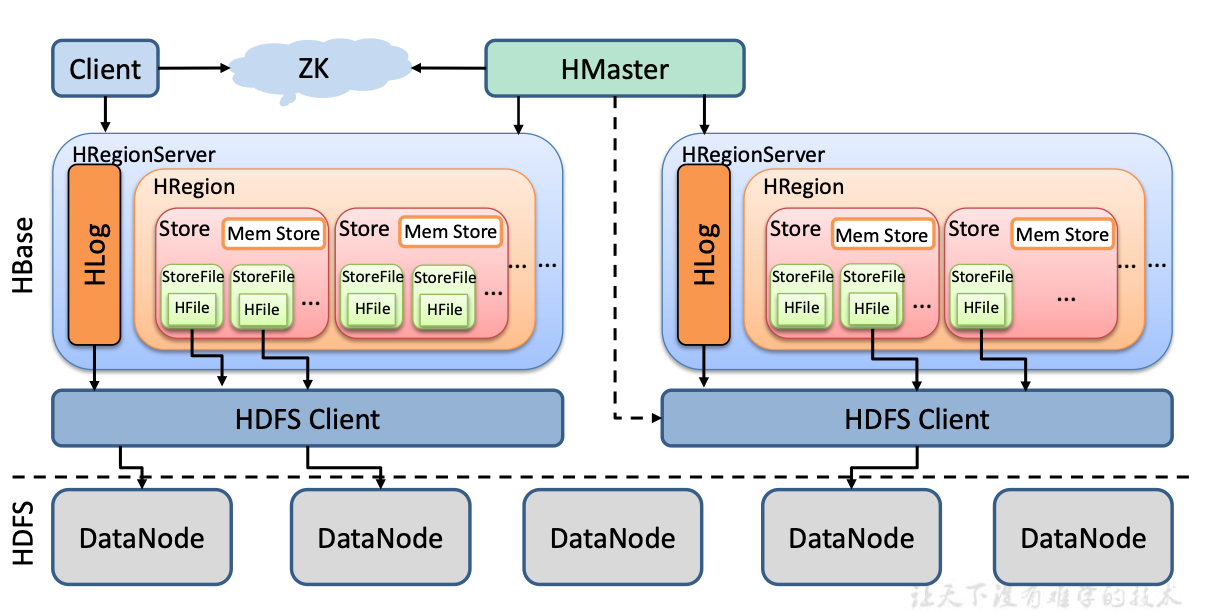 Client
ZK
HMaster
HBase
HRegionServer
HLog
HRegion
Store
Mem Store
StoreFile
HFile
StoreFile
HFile
...
Store
Mem Store
StoreFile
HFile
StoreFile
HFile
...
... ...
HRegionServer
HLog
HRegion
Store
Mem Store
StoreFile
HFile
StoreFile
HFile
...
Store
Mem Store
StoreFile
HFile
...
... ...
HDFS Client
HDFS Client
HDFS
DataNode
DataNode
DataNode
DataNode
DataNode
让天下没有难学的技术